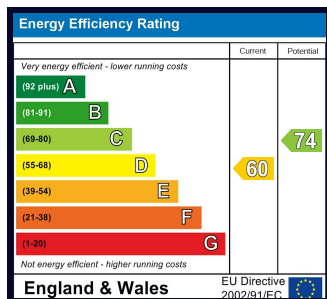 Energy Efficiency Rating
Current Potential
Very energy efficient - lower running costs
(92 plus) A
(81-91) B
(69-80) C
74
(55-68) D
60
(39-54) E
(21-38) F
(1-20) G
Not energy efficient - higher running costs
England & Wales
EU Directive
2002/91/EC